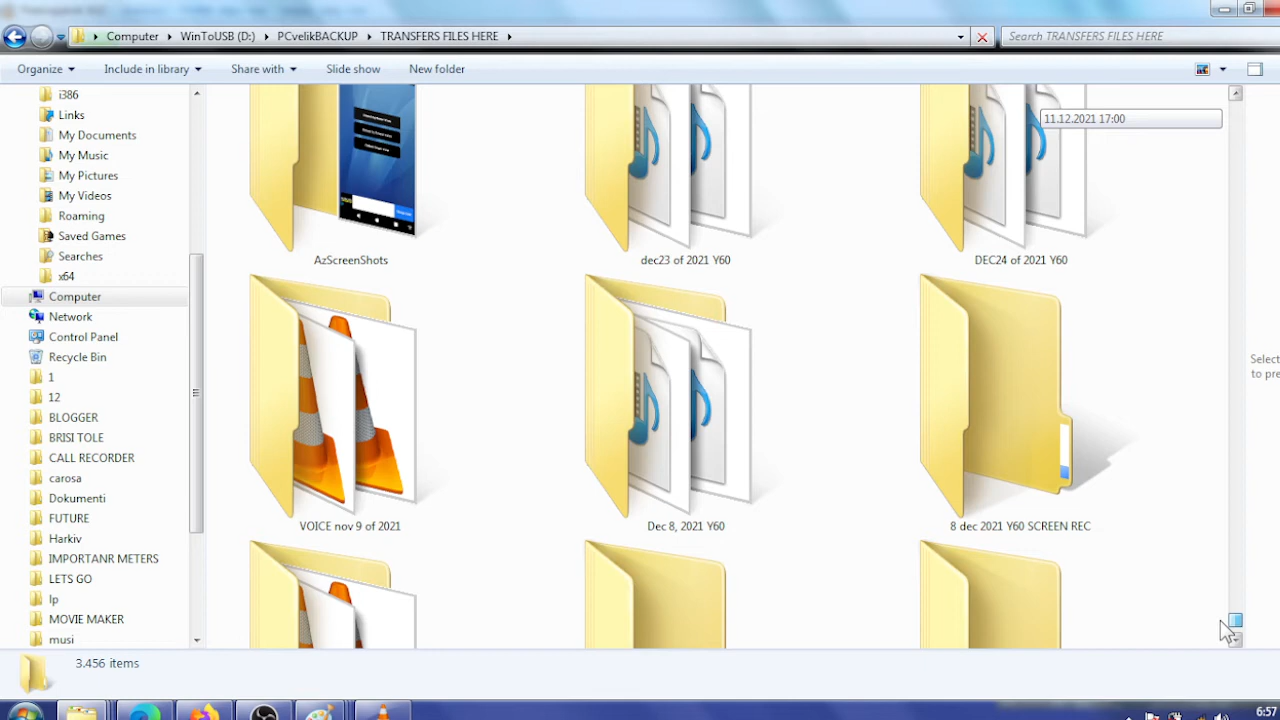 Computer WinToUSB (D:) PCvelikBACKUP TRANSFERS FILES HERE
Search TRANSFERS FILES HERE
Organize Include in library Share with Slide show New folder
i386
Links
My Documents
My Music
My Pictures
My Videos
Roaming
Saved Games
Searches
x64
Computer
Network
Control Panel
Recycle Bin
1
12
BLOGGER
BRISI TOLE
CALL RECORDER
carosa
Dokumenti
FUTURE
Harkiv
IMPORTANR METERS
LETS GO
lp
MOVIE MAKER
musi
11.12.2021 17:00
AzScreenShots
dec23 of 2021 Y60
DEC24 of 2021 Y60
VOICE nov 9 of 2021
Dec 8, 2021 Y60
8 dec 2021 Y60 SCREEN REC
Select
to pre
3.456 items
6:57